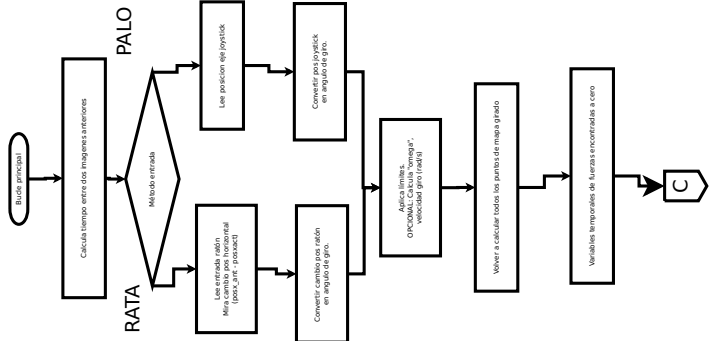 Bucle principal
Calcula tiempo entre dos imagenes anteriores
Método entrada
RATA
PALO
Lee entrada ratón
Mira cambio pos horizontal
(posx_ant - posxact)
Lee posicion eje joystick
Convertir cambio pos ratón
en angulo de giro.
Convertir pos joystick
en angulo de giro.
Aplica límites.
OPCIONAL: Calcula "omega",
velocidad giro (rad/s)
Volver a calcular todos los puntos de mapa girado
Variables temporales de fuerzas encontradas a cero
C